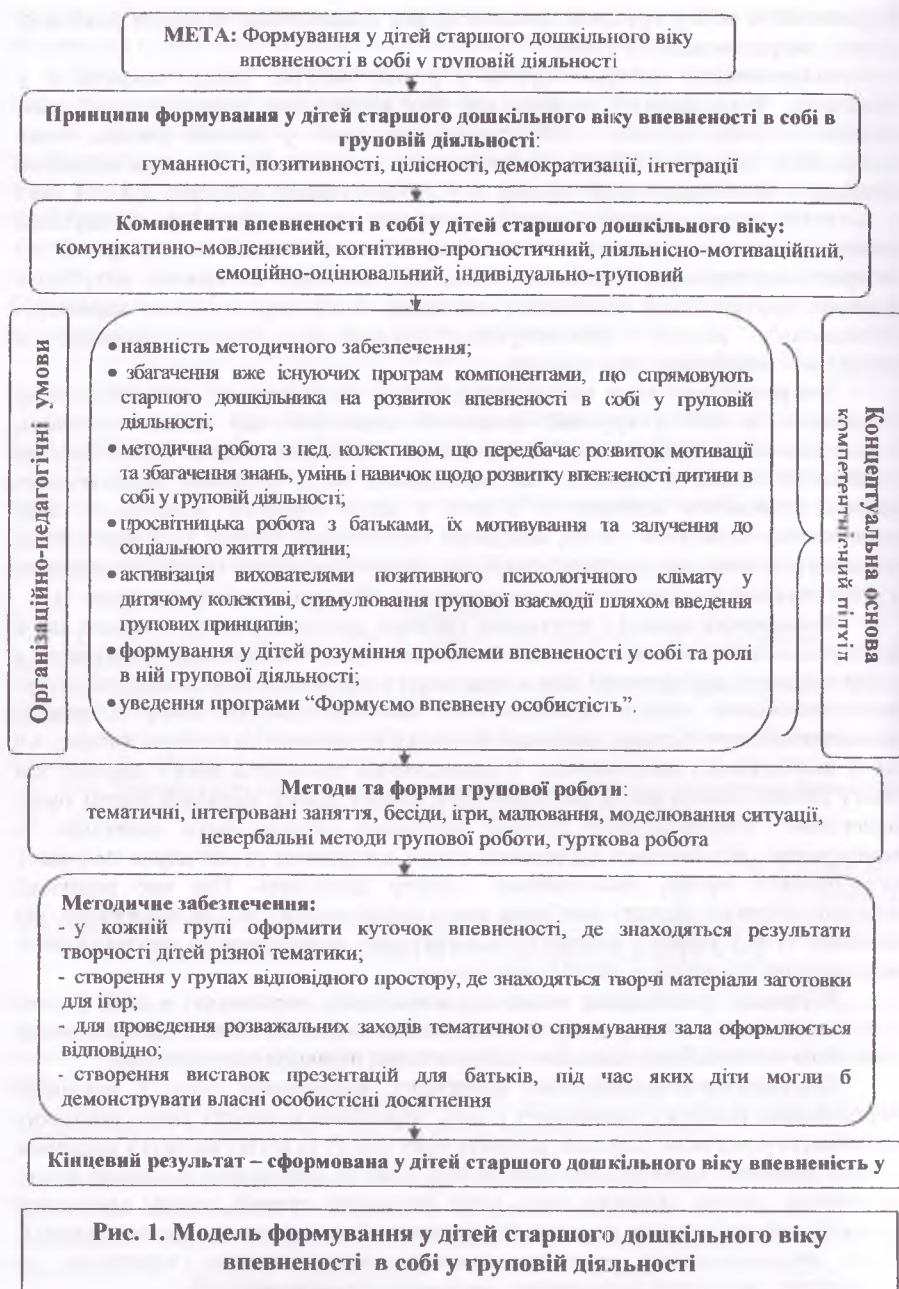 МЕТА: Формування у дітей старшого дошкільного віку
впевненості в собі у груповій діяльності
Принципи формування у дітей старшого дошкільного віку впевненості в собі в
груповій діяльності:
гуманності, позитивності, цілісності, демократизації, інтеграції
Компоненти впевненості в собі у дітей старшого дошкільного віку:
комунікативно-мовленнєвий, когнітивно-прогностичний, діяльнісно-мотиваційний,
емоційно-оцінювальний, індивідуально-груповий
Організаційно-педагогічні умови
• наявність методичного забезпечення;
• збагачення вже існуючих програм компонентами, що спрямовують
старшого дошкільника на розвиток впевненості в собі у груповій
діяльності;
• методична робота з пед. колективом, що передбачає розвиток мотивації
та збагачення знань, умінь і навичок щодо розвитку впевненості дитини в
собі у груповій діяльності;
• просвітницька робота з батьками, їх мотивування та залучення до
соціального життя дитини;
• активізація вихователями позитивного психологічного клімату у
дитячому колективі, стимулювання групової взаємодії шляхом введення
групових принципів;
• формування у дітей розуміння проблеми впевненості у собі та ролі
в ній групової діяльності;
• уведення програми “Формуємо впевнену особистість”.
Концептуальна основа
компетентнісний підхід
Методи та форми групової роботи:
тематичні, інтегровані заняття, бесіди, ігри, малювання, моделювання ситуації,
невербальні методи групової роботи, гурткова робота
Методичне забезпечення:
- у кожній групі оформити куточок впевненості, де знаходяться результати
творчості дітей різної тематики;
- створення у групах відповідного простору, де знаходяться творчі матеріали заготовки
для ігор;
- для проведення розважальних заходів тематичного спрямування зала оформлюється
відповідно;
- створення виставок презентацій для батьків, під час яких діти могли б
демонструвати власні особистісні досягнення
Кінцевий результат – сформована у дітей старшого дошкільного віку впевненість у
Рис. 1. Модель формування у дітей старшого дошкільного віку
впевненості в собі у груповій діяльності